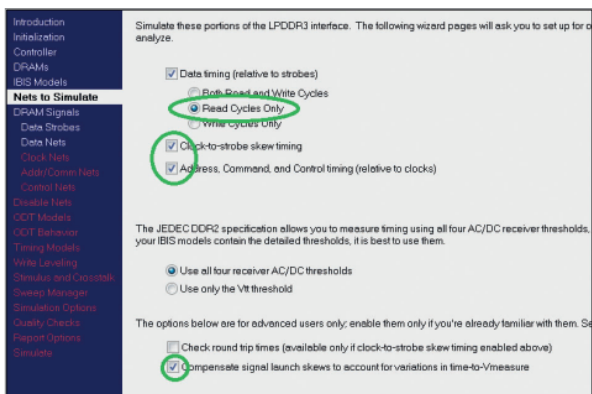 Introduction
Initialization
Controller
DRAMs
IBIS Models
Nets to Simulate
DRAM Signals
Data Strobes
Data Nets
Clock Nets
Addr/Comm Nets
Control Nets
Disable Nets
ODT Models
ODT Behavior
Timing Models
Write Leveling
Stimulus and Crosstalk
Sweep Manager
Simulation Options
Quality Checks
Report Options
Simulate
Simulate these portions of the LPDDR3 interface. The following wizard pages will ask you to set up for
analyze.
Data timing (relative to strobes)
Both Read and Write Cycles
Read Cycles Only
Write Cycles Only
Clock-to-strobe skew timing
Address, Command, and Control timing (relative to clocks)
The JEDEC DDR2 specification allows you to measure timing using all four AC/DC receiver thresholds,
your IBIS models contain the detailed thresholds, it is best to use them.
Use all four receiver AC/DC thresholds
Use only the Vtt threshold
The options below are for advanced users only; enable them only if you're already familiar with them. Se
Check round trip times (available only if clock-to-strobe skew timing enabled above)
Compensate signal launch skews to account for variations in time-to-Vmeasure